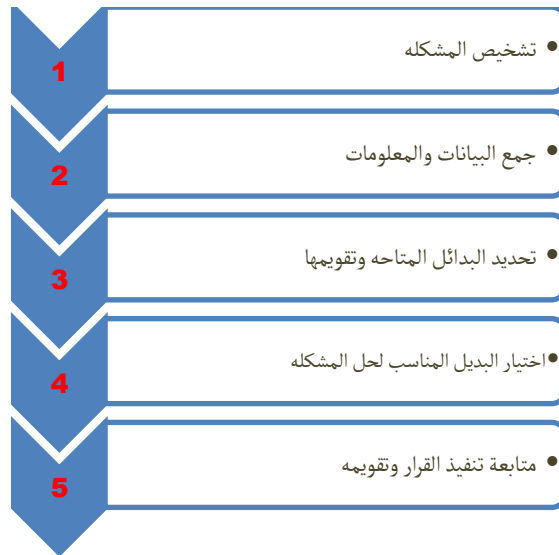 1
• تشخيص المشكله
2
• جمع البيانات والمعلومات
3
• تحديد البدائل المتاحه وتقويمها
4
•اختيار البديل المناسب لحل المشكله
5
• متابعة تنفيذ القرار وتقويمه